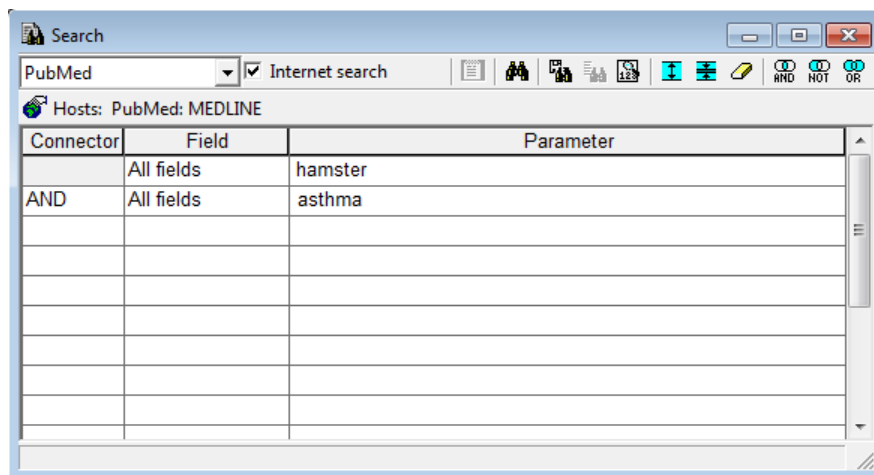 Search
PubMed Internet search 123 AND NOT OR
Hosts: PubMed: MEDLINE
Connector Field Parameter
All fields hamster
AND All fields asthma